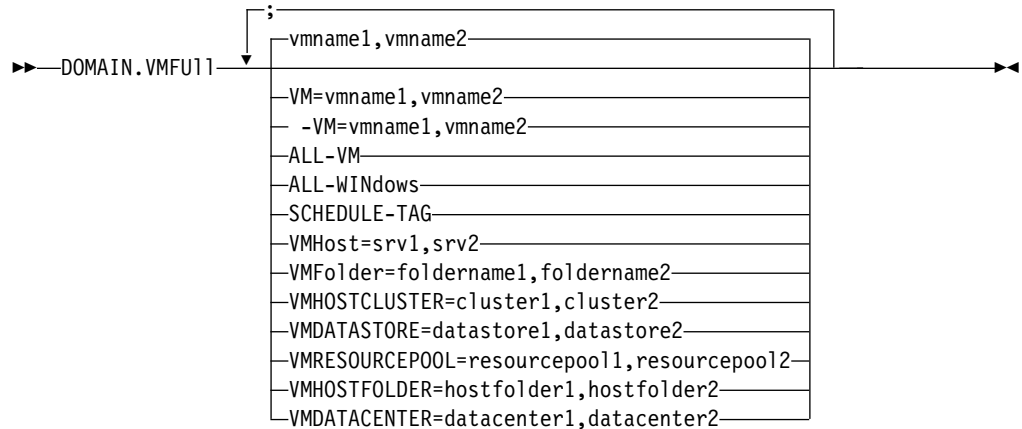 ;
vmname1,vmname2
DOMAIN.VMFUll
VM=vmname1,vmname2
-VM=vmname1,vmname2
ALL-VM
ALL-WINdows
SCHEDULE-TAG
VMHost=srv1,srv2
VMFolder=foldername1,foldername2
VMHOSTCLUSTER=cluster1,cluster2
VMDATASTORE=datastore1,datastore2
VMRESOURCEPOOL=resourcepool1,resourcepool2
VMHOSTFOLDER=hostfolder1,hostfolder2
VMDATACENTER=datacenter1,datacenter2